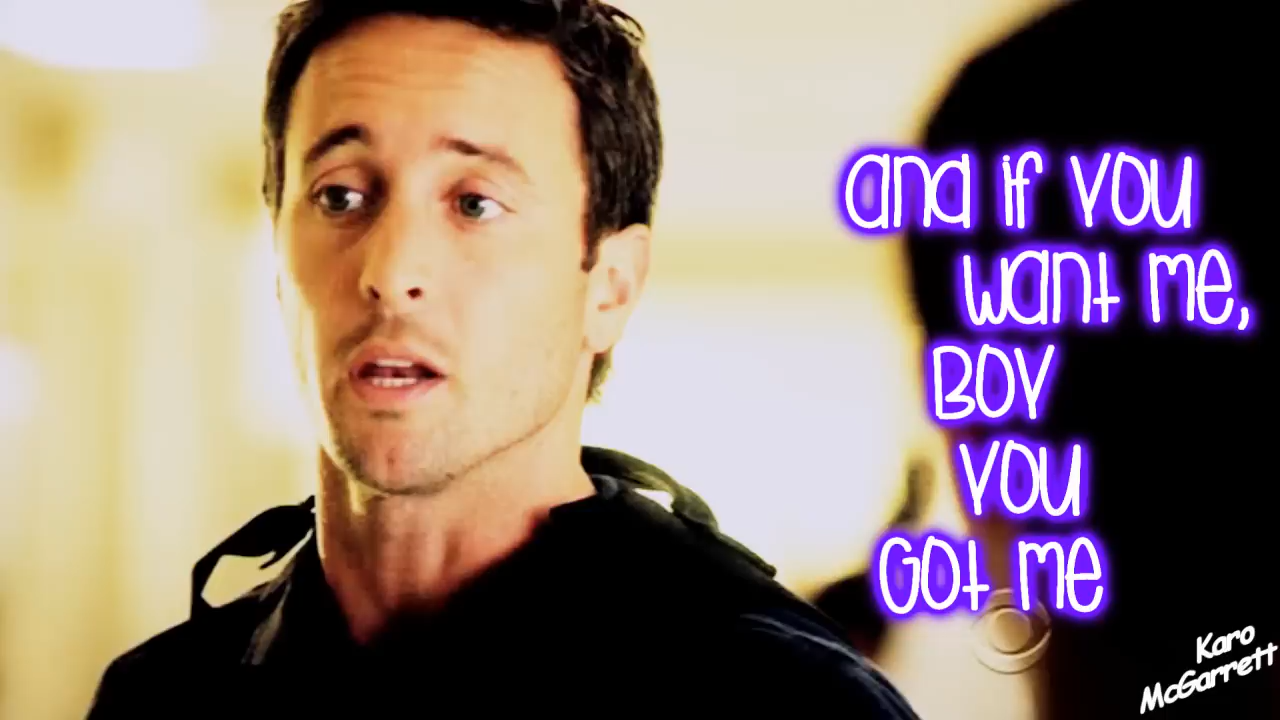 and if you
want me,
Boy
you
Got me
Karo
McGarrett